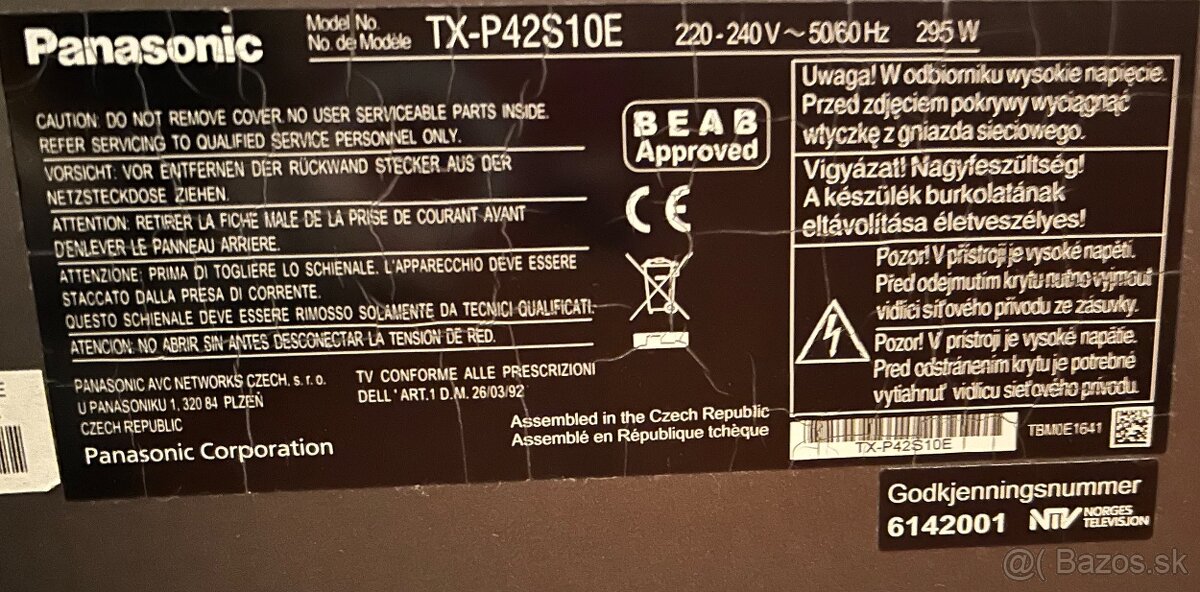 Panasonic
Model No.
No. de Modèle
TX-P42S10E
220-240V~50/60Hz 295W
CAUTION: DO NOT REMOVE COVER. NO USER SERVICEABLE PARTS INSIDE.
REFER SERVICING TO QUALIFIED SERVICE PERSONNEL ONLY.
VORSICHT: VOR ENTFERNEN DER RÜCKWAND STECKER AUS DER
NETZSTECKDOSE ZIEHEN.
ATTENTION: RETIRER LA FICHE MALE DE LA PRISE DE COURANT AVANT
D'ENLEVER LE PANNEAU ARRIERE.
ATTENZIONE: PRIMA DI TOGLIERE LO SCHIENALE. L'APPARECCHIO DEVE ESSERE
STACCATO DALLA PRESA DI CORRENTE.
QUESTO SCHIENALE DEVE ESSERE RIMOSSO SOLAMENTE DA TECNICI QUALIFICATI.
ATENCION: NO ABRIR SIN ANTES DESCONECTAR LA TENSION DE RED.
PANASONIC AVC NETWORKS CZECH, s. r. o.
U PANASONIKU 1, 320 84 PLZEŇ
CZECH REPUBLIC
TV CONFORME ALLE PRESCRIZIONI
DELL' ART.1 D.M. 26/03/92
Panasonic Corporation
Assembled in the Czech Republic
Assemblé en République tchèque
BEAB
Approved
CE
Uwaga! W odbiorniku wysokie napięcie.
Przed zdjęciem pokrywy wyciągnąć
wtyczkę z gniazda sieciowego.
Vigyázat! Nagyfeszültség!
A készülék burkolatának
eltávolítása életveszélyes!
Pozor! V přístroji je vysoké napětí.
Před odejmutím krytu nutno vyjmout
vidlici síťového přívodu ze zásuvky.
Pozor! V prístroji je vysoké napätie.
Pred odstránením krytu je potrebné
vytiahnuť vidlicu sieťového prívodu.
TX-P42S10E
TBM0E1641
Godkjenningsnummer
6142001 NTV NORGES
TELEVISJON
E
@( Bazos.sk